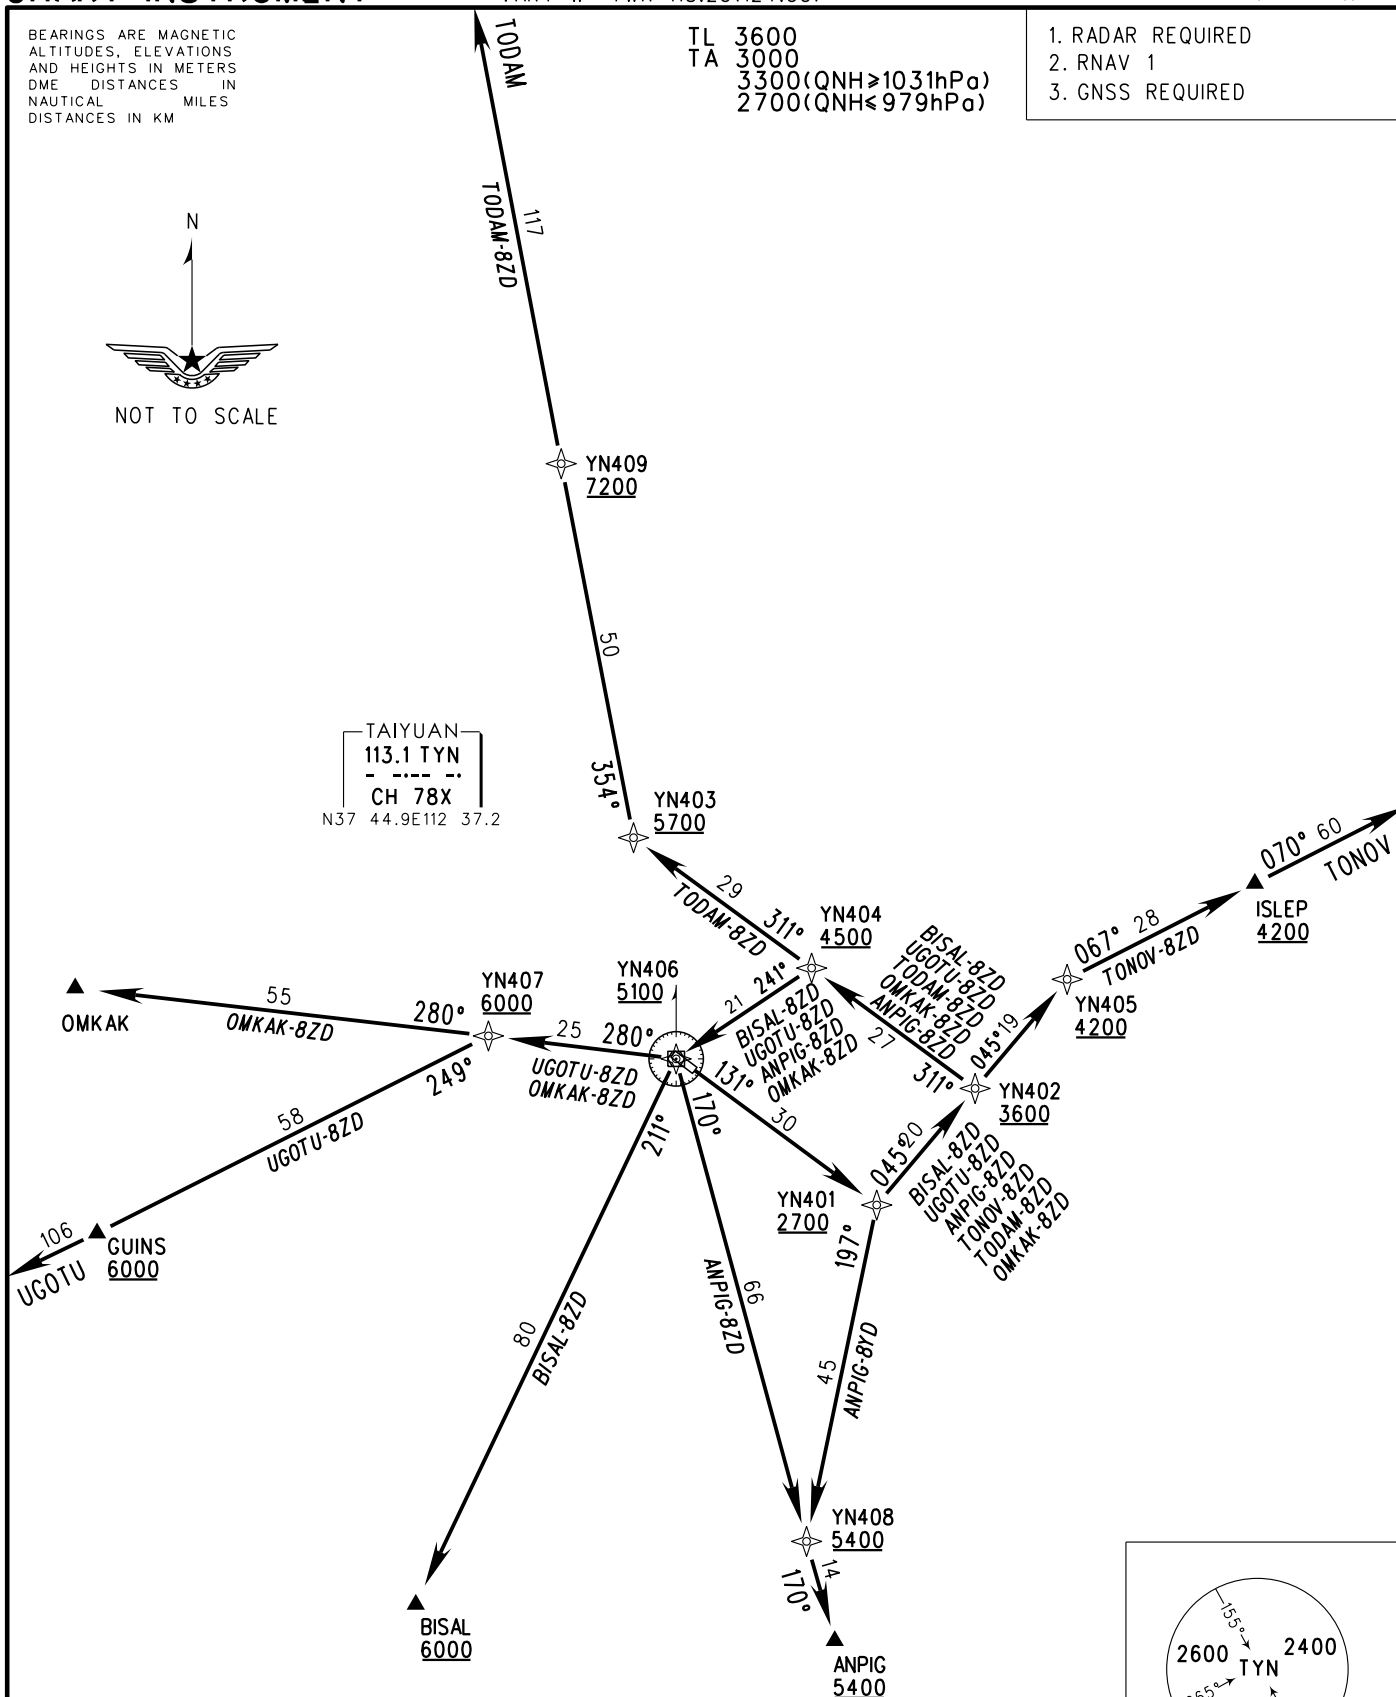 BEARINGS ARE MAGNETIC
ALTITUDES, ELEVATIONS
AND HEIGHTS IN METERS
DME DISTANCES IN
NAUTICAL MILES
DISTANCES IN KM
TL 3600
TA 3000
3300(QNH≥1031hPa)
2700(QNH≤979hPa)
1. RADAR REQUIRED
2. RNAV 1
3. GNSS REQUIRED
TODAM
117
TODAM-8ZD
N
NOT TO SCALE
YN409
7200
50
354°
TAIYUAN
113.1 TYN
CH 78X
N37 44.9E112 37.2
YN403
5700
29
TODAM-8ZD
311°
YN404
4500
BISAL-8ZD
UGOTU-8ZD
TODAM-8ZD
OMKAK-8ZD
ANPIG-8ZD
27
311°
070° 60
TONOV
ISLEP
4200
067° 28
TONOV-8ZD
YN405
4200
045° 19
YN402
3600
241°
21
BISAL-8ZD
UGOTU-8ZD
ANPIG-8ZD
OMKAK-8ZD
YN406
5100
YN407
6000
280°
25
UGOTU-8ZD
OMKAK-8ZD
280°
55
OMKAK-8ZD
OMKAK
249°
58
UGOTU-8ZD
GUINS
6000
106
UGOTU
131°
30
170°
211°
YN401
2700
045° 20
BISAL-8ZD
UGOTU-8ZD
ANPIG-8ZD
TONOV-8ZD
TODAM-8ZD
OMKAK-8ZD
197°
45
ANPIG-8YD
66
ANPIG-8ZD
80
BISAL-8ZD
YN408
5400
14
170°
BISAL
6000
ANPIG
5400
155°
2600
TYN
2400